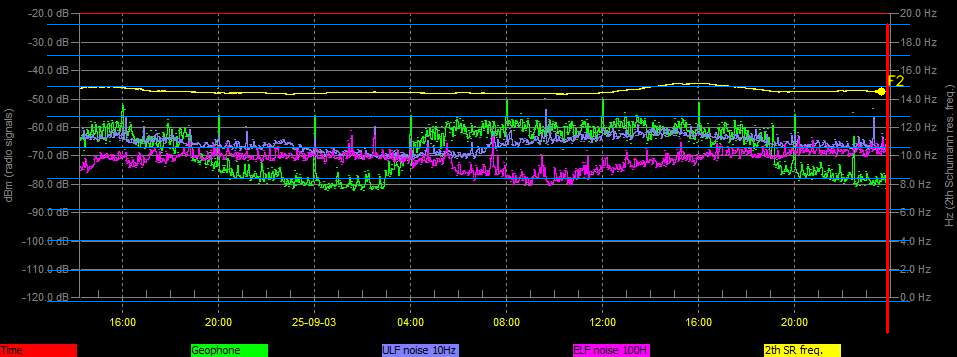 -20.0 dB
20.0 Hz
-30.0 dB
18.0 Hz
-40.0 dB
16.0 Hz
F2
-50.0 dB
14.0 Hz
-60.0 dB
12.0 Hz
-70.0 dB
10.0 Hz
-80.0 dB
8.0 Hz
-90.0 dB
6.0 Hz
-100.0 dB
4.0 Hz
-110.0 dB
2.0 Hz
-120.0 dB
0.0 Hz
dBm (radio signals)
Hz (2th Schumann res. freq.)
16:00 20:00 25-09-03 04:00 08:00 12:00 16:00 20:00
Time Geophone ULF noise 10Hz ELF noise 100H 2th SR freq.